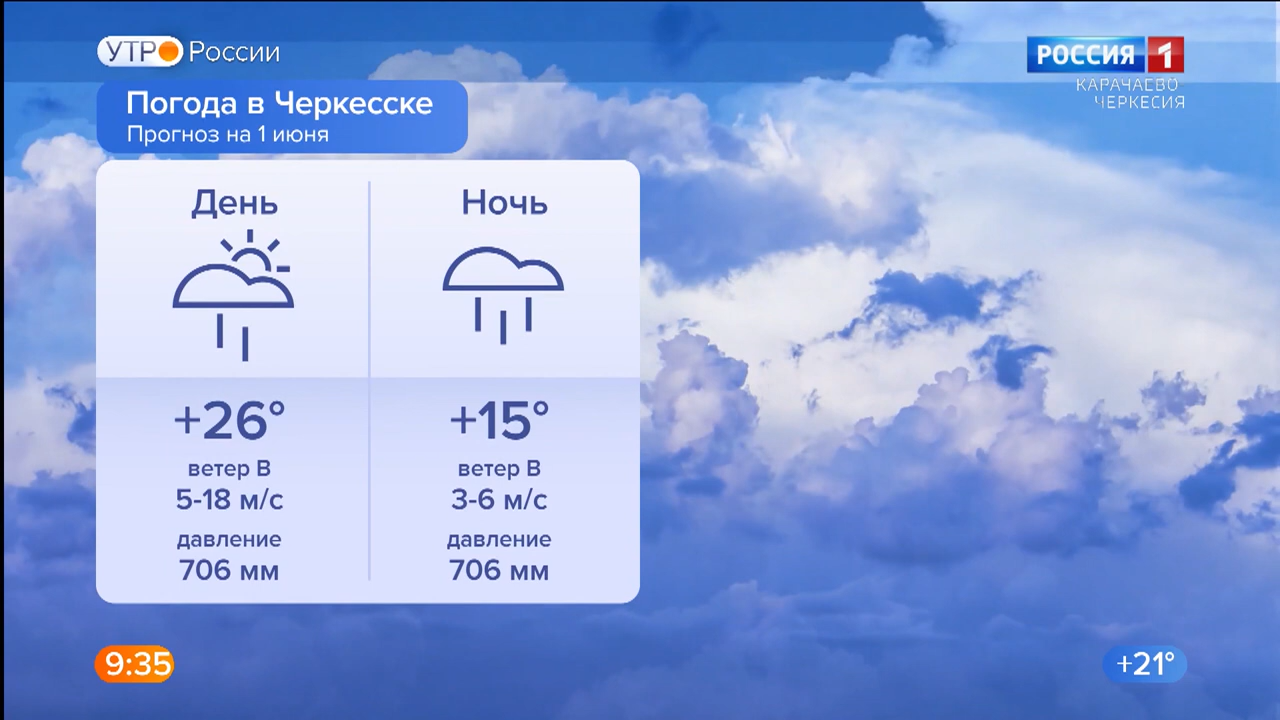 УТРО России
РОССИЯ 1
КАРАЧАЕВО
ЧЕРКЕСИЯ
Погода в Черкесске
Прогноз на 1 июня
День
Ночь
+26°
+15°
ветер В
ветер В
5-18 м/с
3-6 м/с
давление
давление
706 мм
706 мм
9:35
+21°